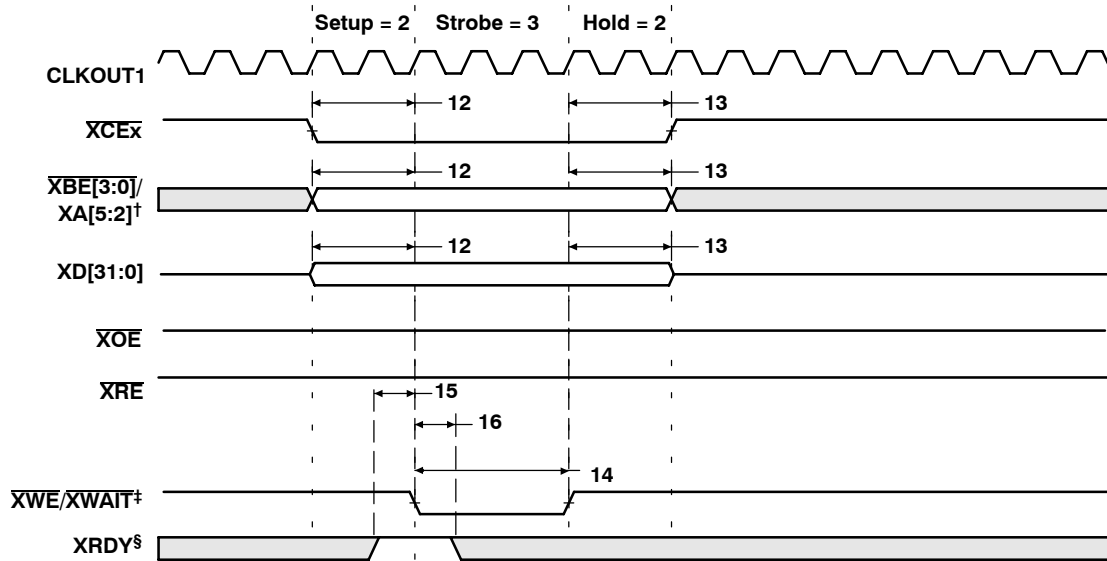 Setup = 2 Strobe = 3 Hold = 2
CLKOUT1
12 13
XCEx
12 13
XBE[3:0]/
XA[5:2]†
12 13
XD[31:0]
XOE
XRE
15
16
14
XWE/XWAIT‡
XRDY§